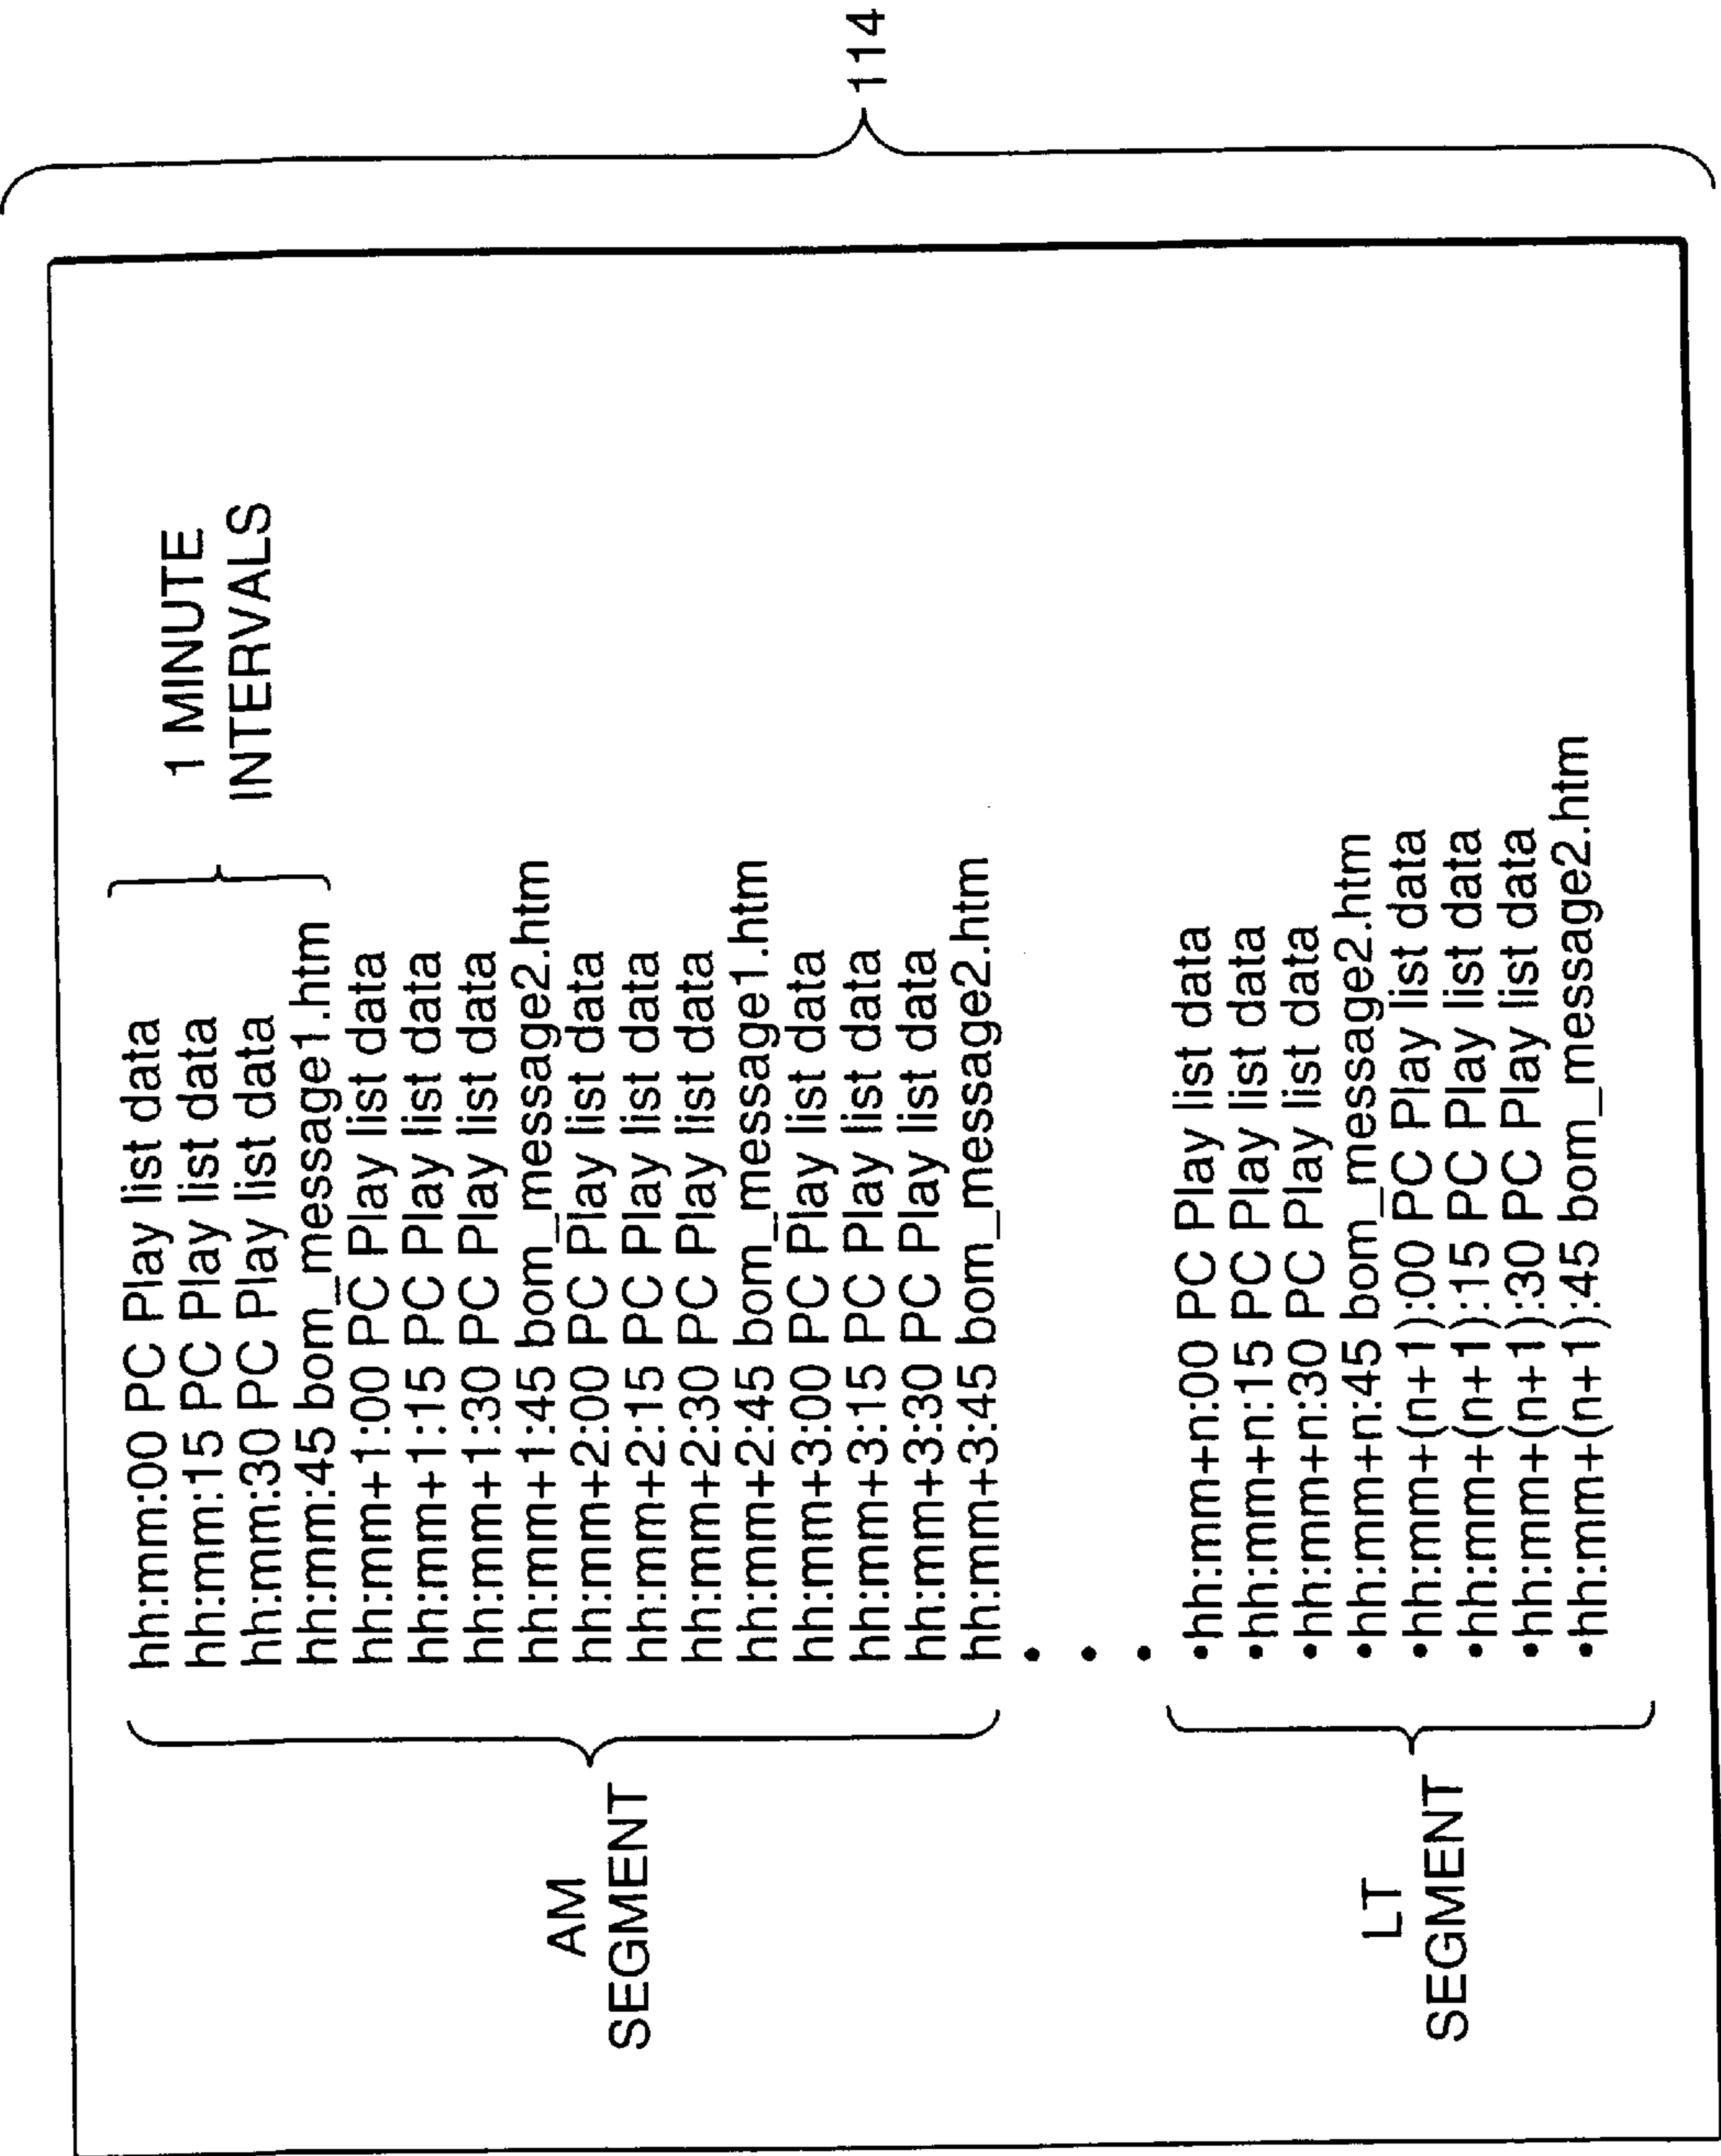 hh:mm:00 PC Play list data
hh:mm:15 PC Play list data
hh:mm:30 PC Play list data
hh:mm:45 bom_message1.htm
1 MINUTE
INTERVALS
hh:mm+1:00 PC Play list data
hh:mm+1:15 PC Play list data
hh:mm+1:30 PC Play list data
hh:mm+1:45 bom_message2.htm
hh:mm+2:00 PC Play list data
hh:mm+2:15 PC Play list data
hh:mm+2:30 PC Play list data
hh:mm+2:45 bom_message1.htm
hh:mm+3:00 PC Play list data
hh:mm+3:15 PC Play list data
hh:mm+3:30 PC Play list data
hh:mm+3:45 bom_message2.htm
AM
SEGMENT
•
•
•
•hh:mm+n:00 PC Play list data
•hh:mm+n:15 PC Play list data
•hh:mm+n:30 PC Play list data
•hh:mm+n:45 bom_message2.htm
•hh:mm+(n+1):00 PC Play list data
•hh:mm+(n+1):15 PC Play list data
•hh:mm+(n+1):30 PC Play list data
•hh:mm+(n+1):45 bom_message2.htm
LT
SEGMENT
114